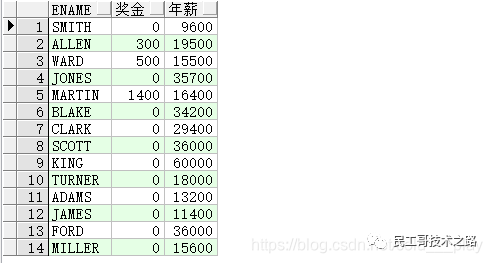 ENAME 奖金 年薪
1 SMITH 0 9600
2 ALLEN 300 19500
3 WARD 500 15500
4 JONES 0 35700
5 MARTIN 1400 16400
6 BLAKE 0 34200
7 CLARK 0 29400
8 SCOTT 0 36000
9 KING 0 60000
10 TURNER 0 18000
11 ADAMS 0 13200
12 JAMES 0 11400
13 FORD 0 36000
14 MILLER 0 15600
民工哥技术之路